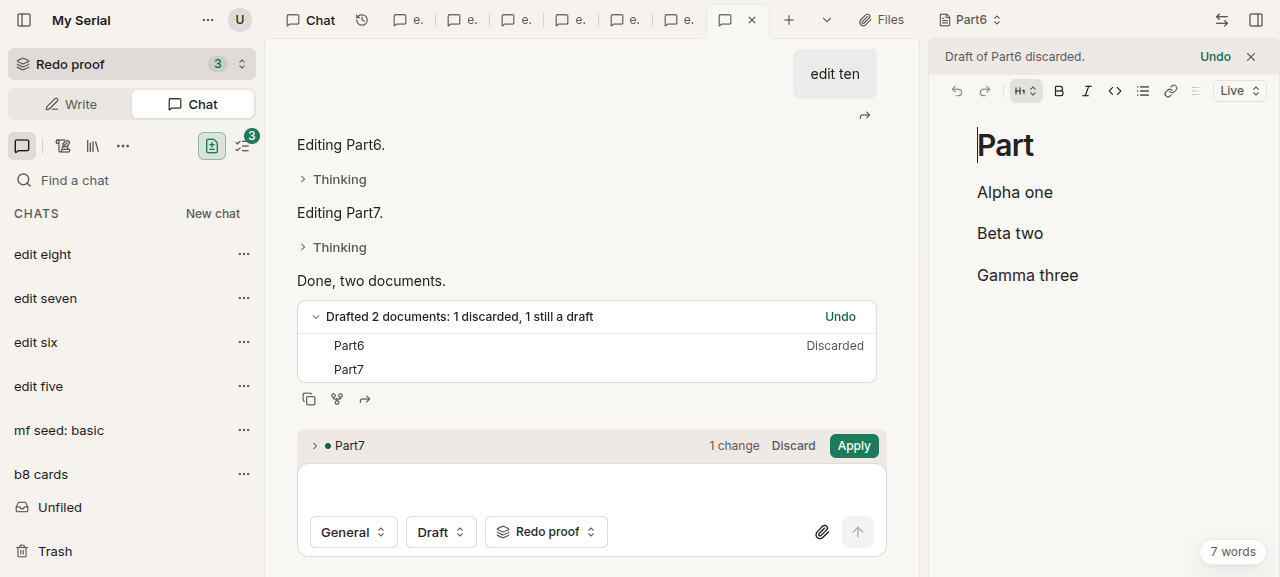 My Serial
U
Chat
e.
e.
e.
e.
e.
e.
Files
Part6
Redo proof
3
Write
Chat
3
Find a chat
CHATS
New chat
edit eight
edit seven
edit six
edit five
mf seed: basic
b8 cards
Unfiled
Trash
edit ten
Editing Part6.
Thinking
Editing Part7.
Thinking
Done, two documents.
Drafted 2 documents: 1 discarded, 1 still a draft
Undo
Part6
Discarded
Part7
Part7
1 change
Discard
Apply
General
Draft
Redo proof
Draft of Part6 discarded.
Undo
H1
B
I
Live
Part
Alpha one
Beta two
Gamma three
7 words